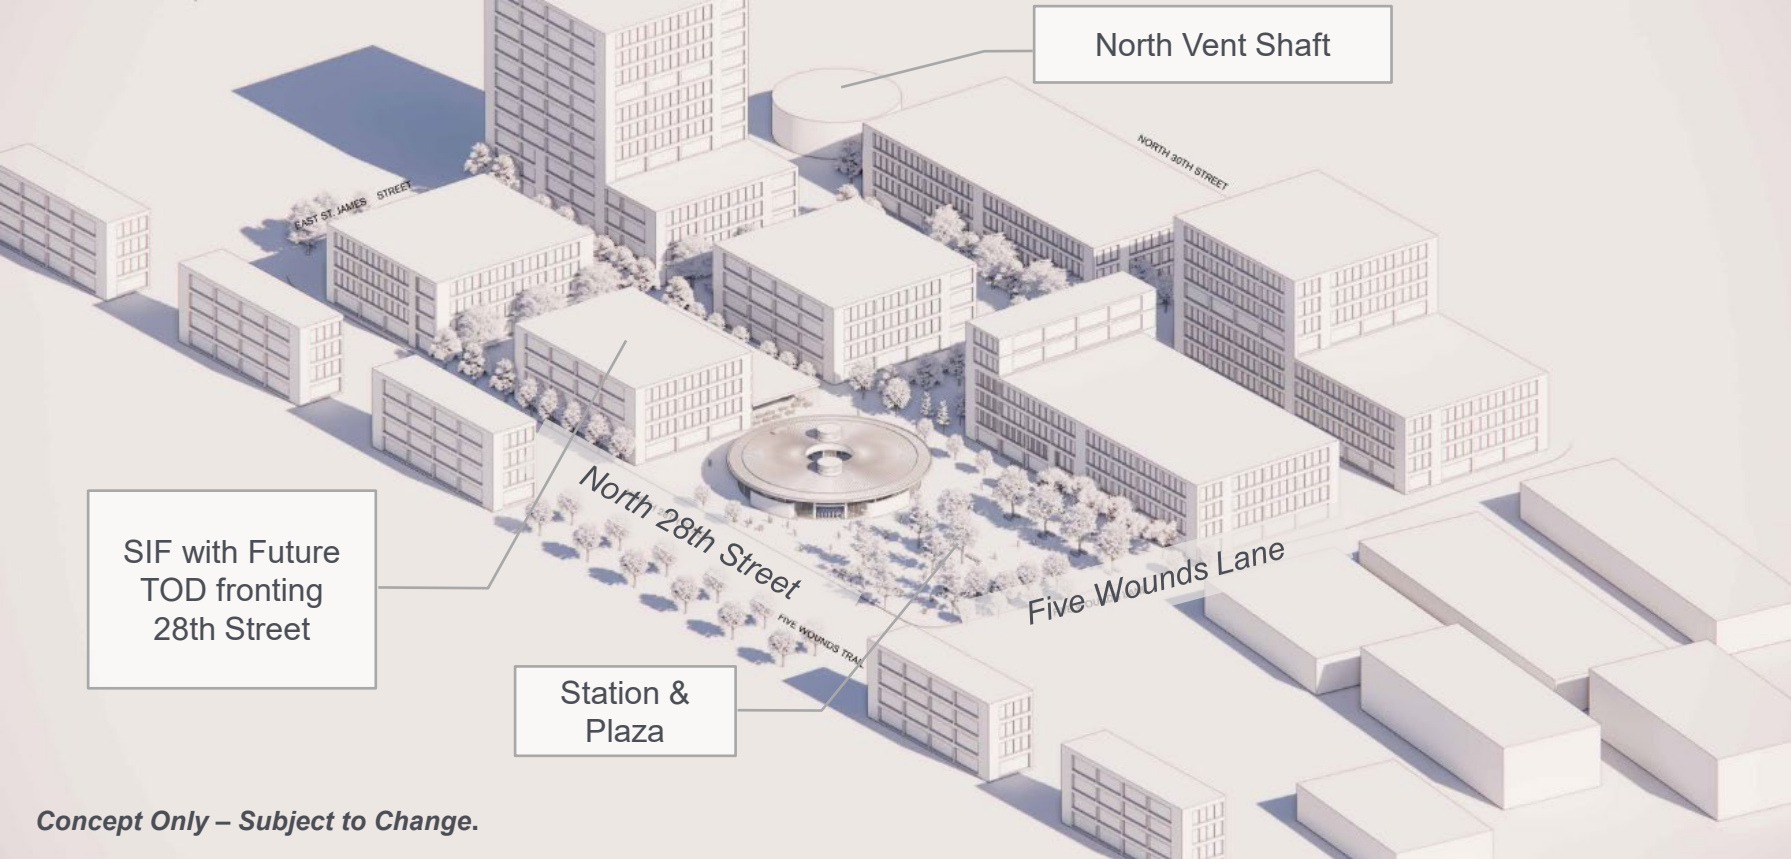 North Vent Shaft
NORTH 30TH STREET
EAST ST. JAMES STREET
North 28th Street
SIF with Future
TOD fronting
28th Street
Five Wounds Lane
FIVE WOUNDS TRAIL
Station &
Plaza
Concept Only – Subject to Change.